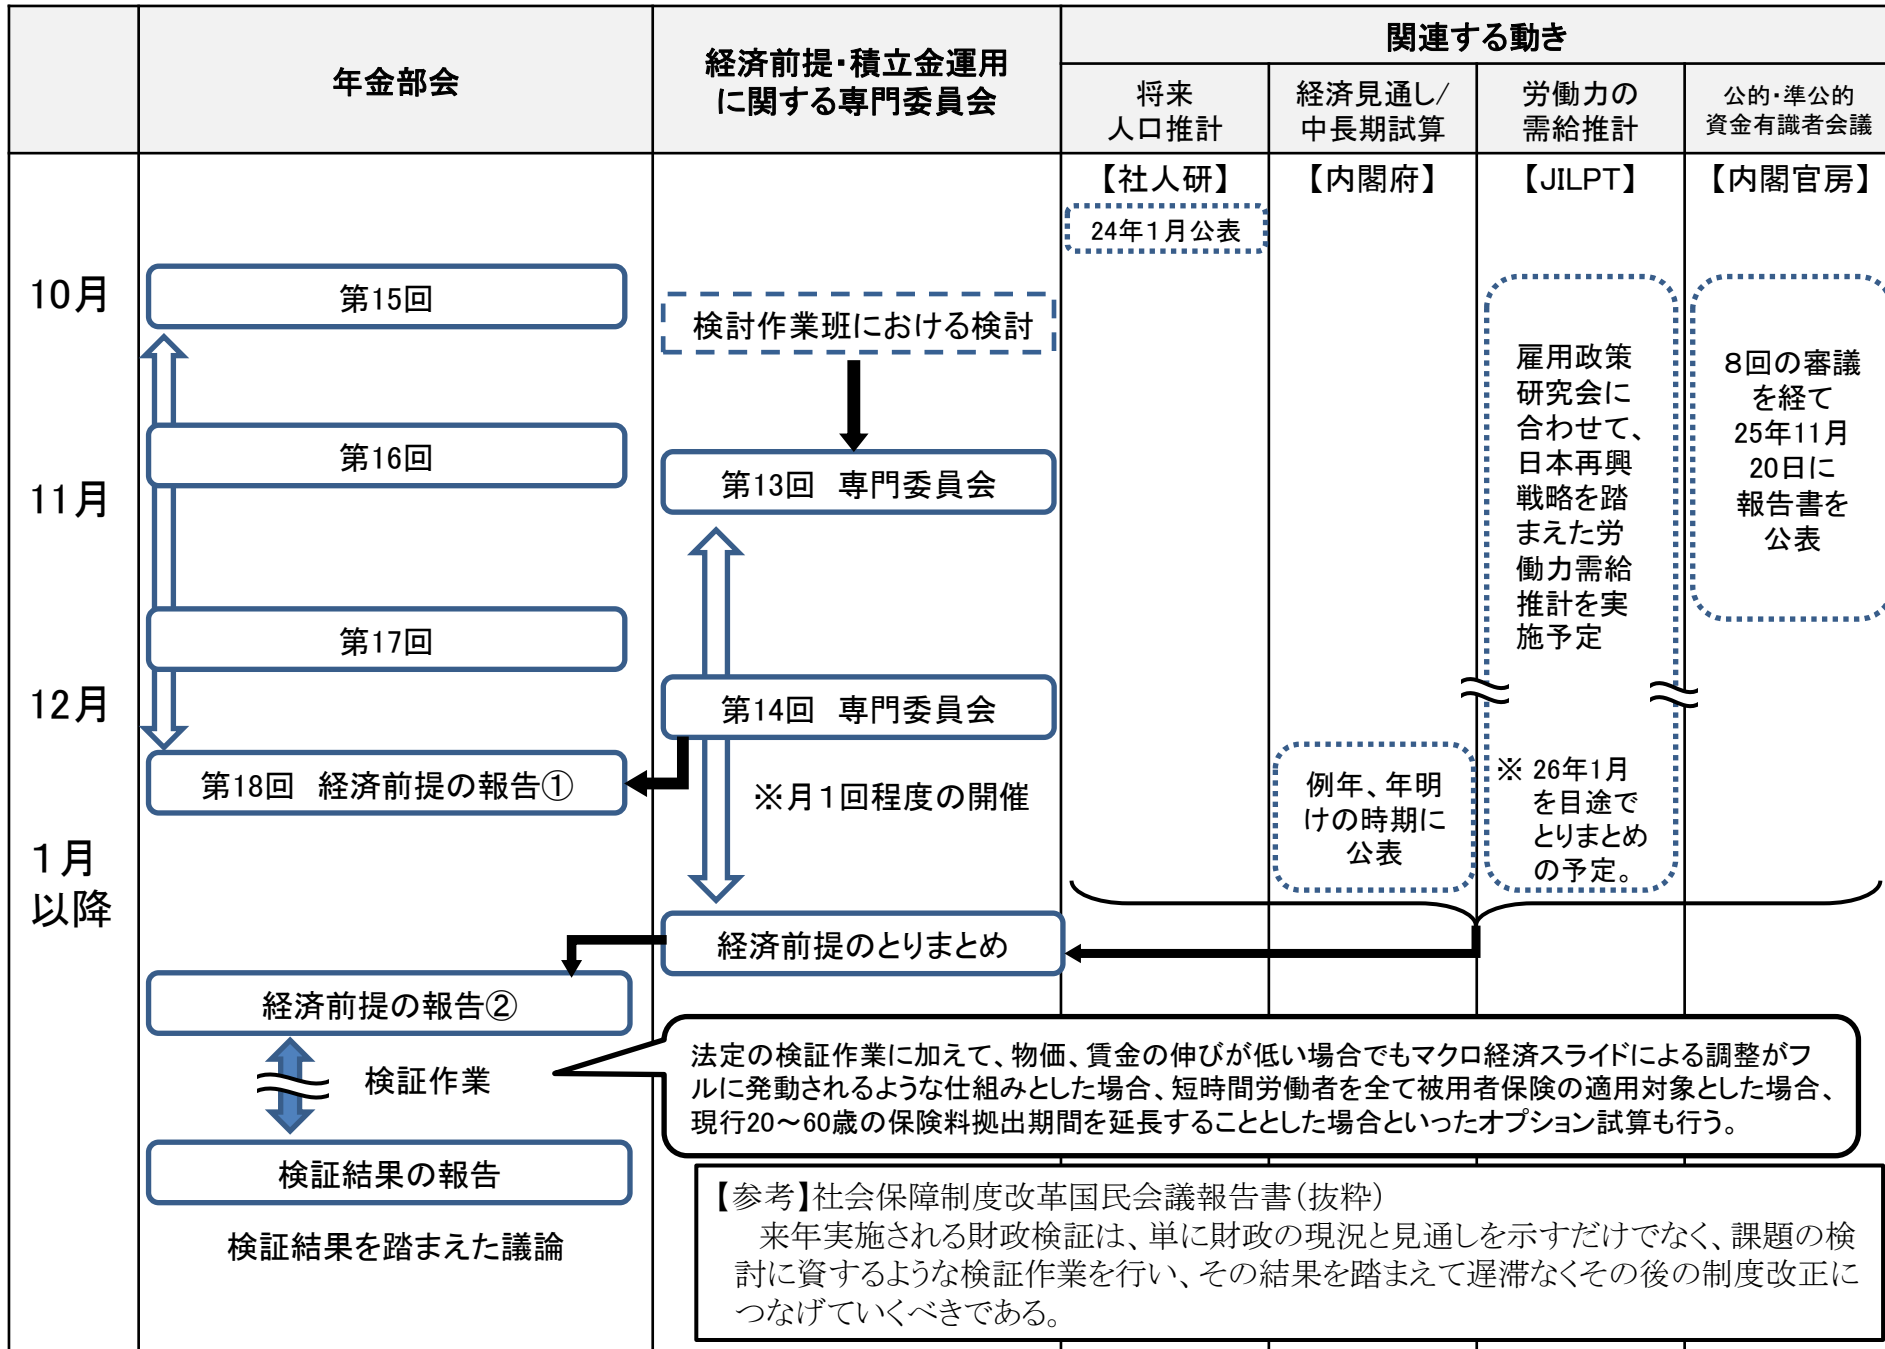 年金部会
経済前提・積立金運用
に関する専門委員会
関連する動き
将来
人口推計
経済見通し/
中長期試算
労働力の
需給推計
公的・準公的
資金有識者会議
【社人研】
【内閣府】
【JILPT】
【内閣官房】
24年１月公表
10月
第15回
検討作業班における検討
雇用政策
研究会に
合わせて、
日本再興
戦略を踏
まえた労
働力需給
推計を実
施予定
８回の審議
を経て
25年11月
20日に
報告書を
公表
第16回
11月
第13回　専門委員会
第17回
12月
第14回　専門委員会
第18回　経済前提の報告①
※月１回程度の開催
例年、年明
けの時期に
公表
※ 26年1月
を目途で
とりまとめ
の予定。
１月
以降
経済前提のとりまとめ
経済前提の報告②
検証作業
法定の検証作業に加えて、物価、賃金の伸びが低い場合でもマクロ経済スライドによる調整がフ
ルに発動されるような仕組みとした場合、短時間労働者を全て被用者保険の適用対象とした場合、
現行20～60歳の保険料拠出期間を延長することとした場合といったオプション試算も行う。
検証結果の報告
検証結果を踏まえた議論
【参考】社会保障制度改革国民会議報告書（抜粋）
来年実施される財政検証は、単に財政の現況と見通しを示すだけでなく、課題の検
討に資するような検証作業を行い、その結果を踏まえて遅滞なくその後の制度改正に
つなげていくべきである。